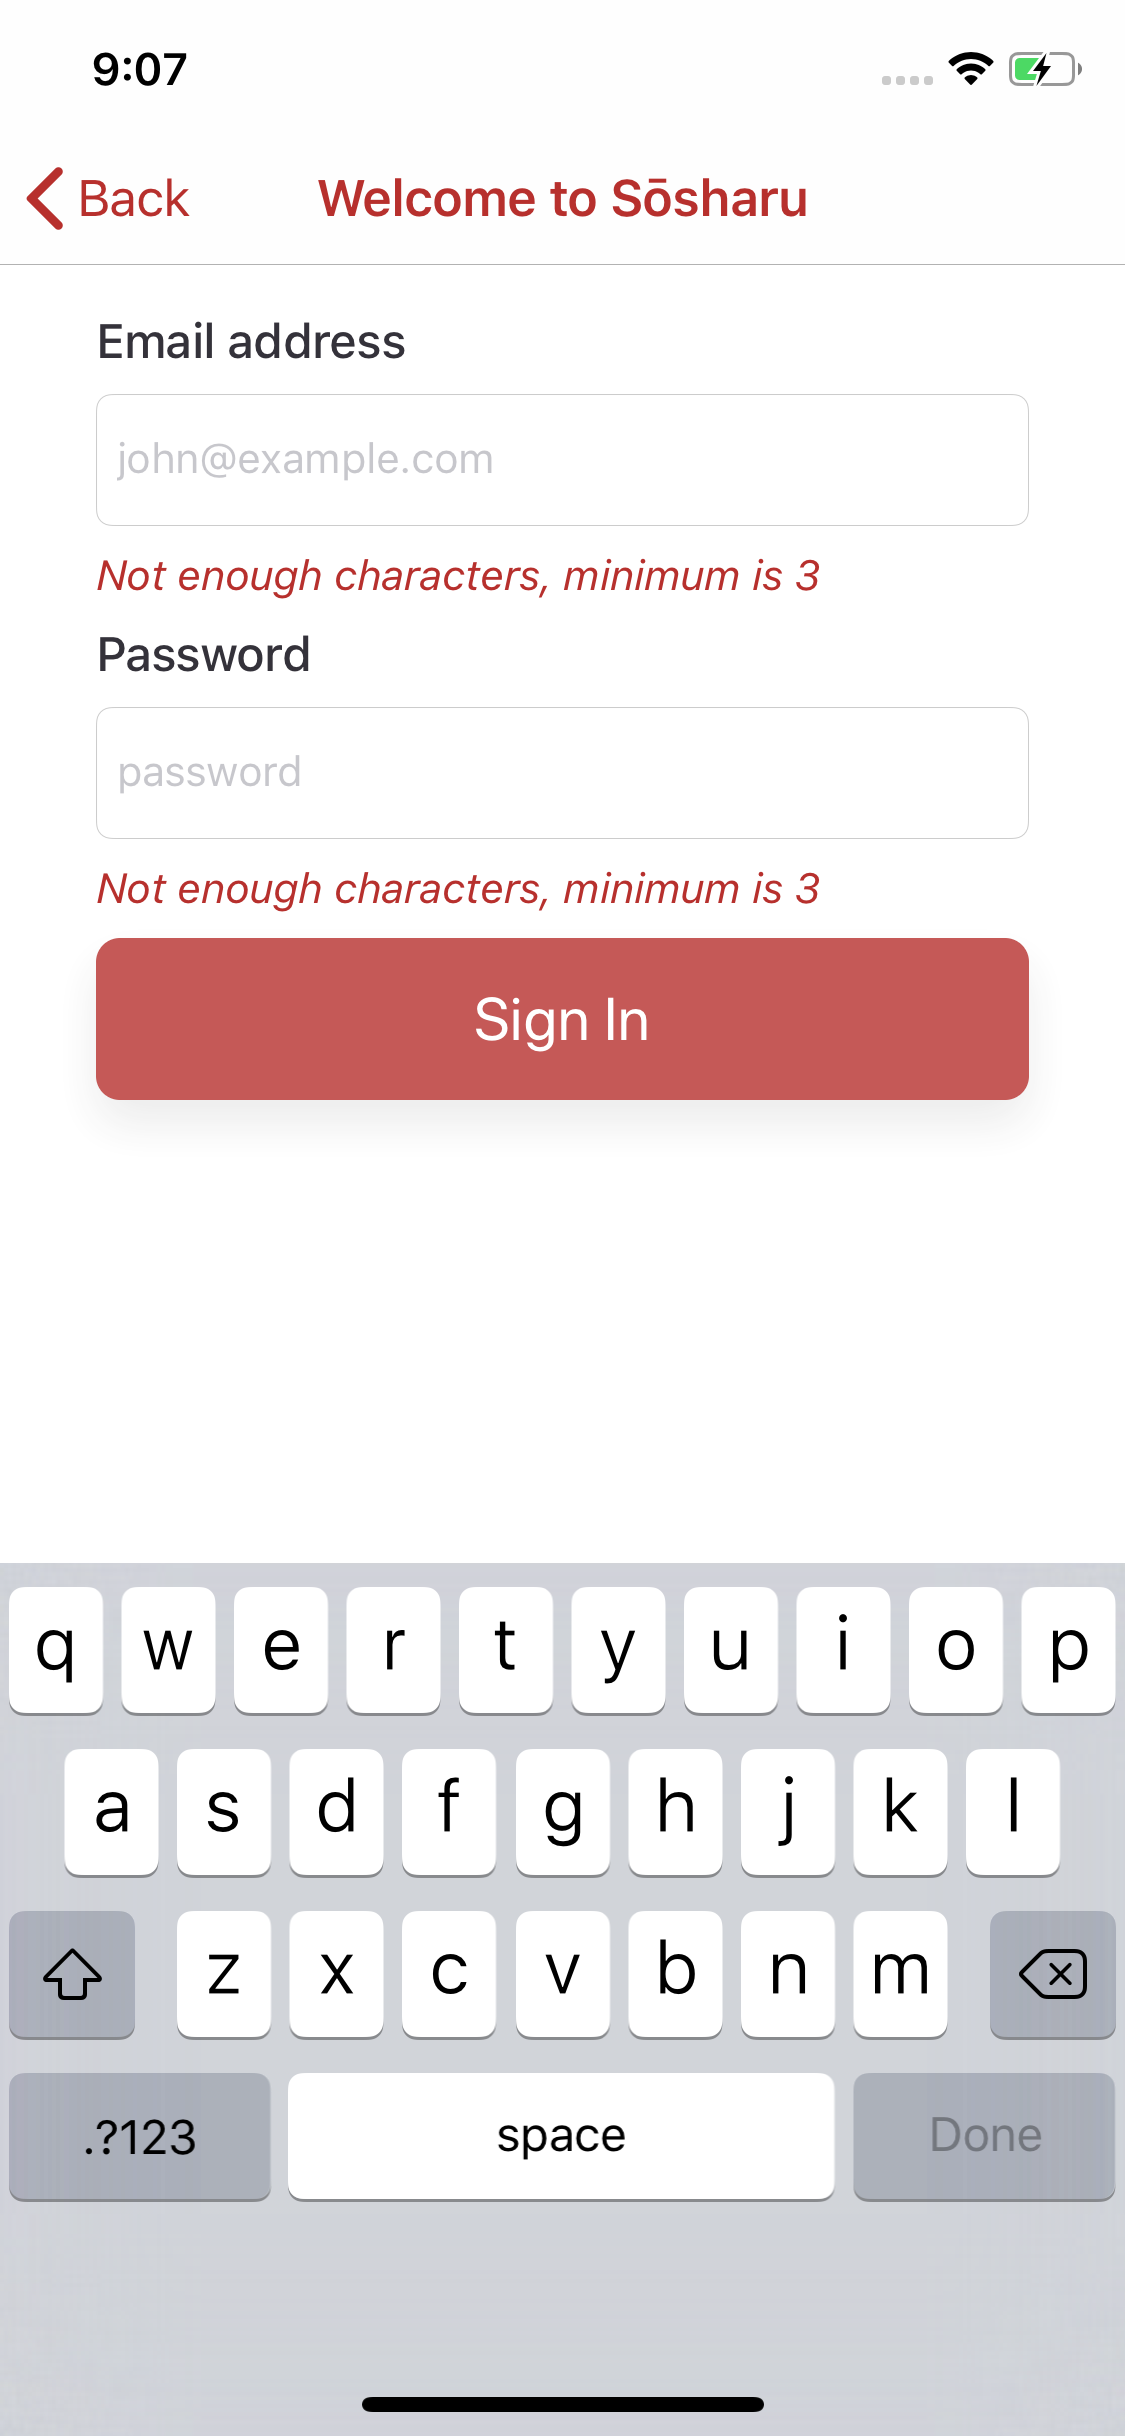 9:07
Back
Welcome to Sōsharu
Email address
john@example.com
Not enough characters, minimum is 3
Password
password
Not enough characters, minimum is 3
Sign In
q w e r t y u i o p
a s d f g h j k l
z x c v b n m
.?123 space Done